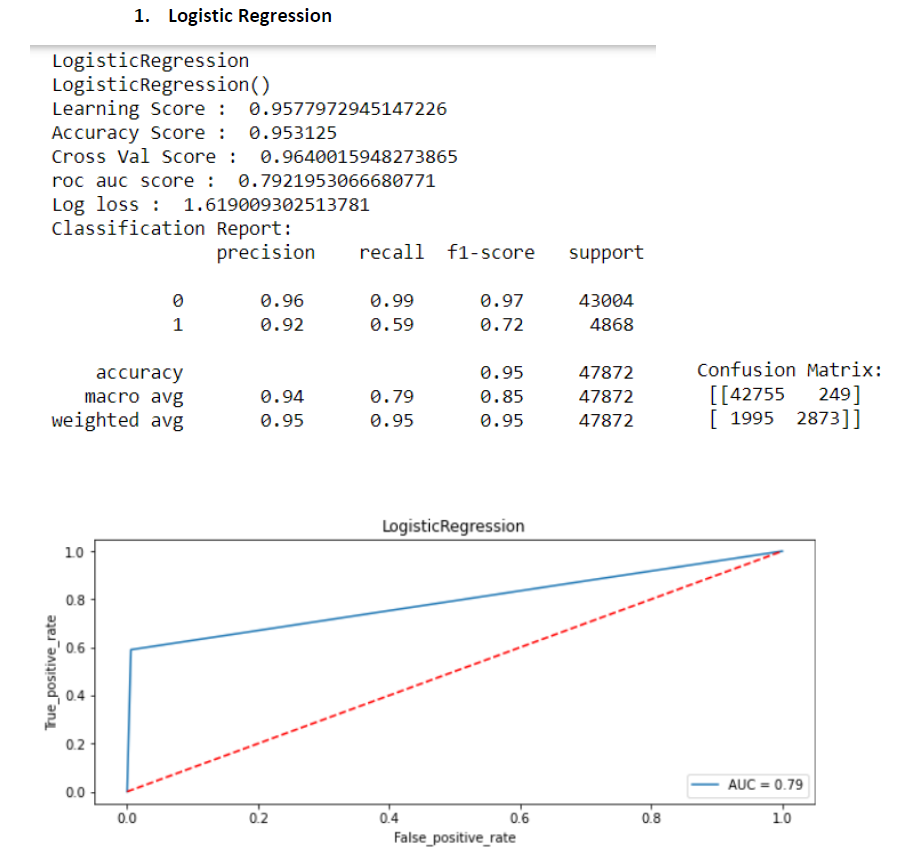 1. Logistic Regression
LogisticRegression
LogisticRegression()
Learning Score : 0.9577972945147226
Accuracy Score : 0.953125
Cross Val Score : 0.9640015948273865
roc auc score : 0.7921953066680771
Log loss : 1.619009302513781
Classification Report:
precision recall f1-score support
0 0.96 0.99 0.97 43004
1 0.92 0.59 0.72 4868
accuracy 0.95 47872
macro avg 0.94 0.79 0.85 47872
weighted avg 0.95 0.95 0.95 47872
Confusion Matrix:
[[42755 249]
[ 1995 2873]]
LogisticRegression
1.0
0.8
0.6
0.4
0.2
0.0
True_positive_rate
AUC = 0.79
0.0 0.2 0.4 0.6 0.8 1.0
False_positive_rate